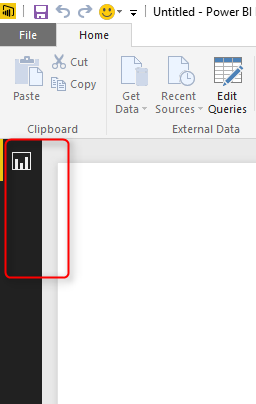 Untitled - Power BI
File Home
Paste
Cut
Copy
Get Data
Recent Sources
Edit Queries
Clipboard
External Data